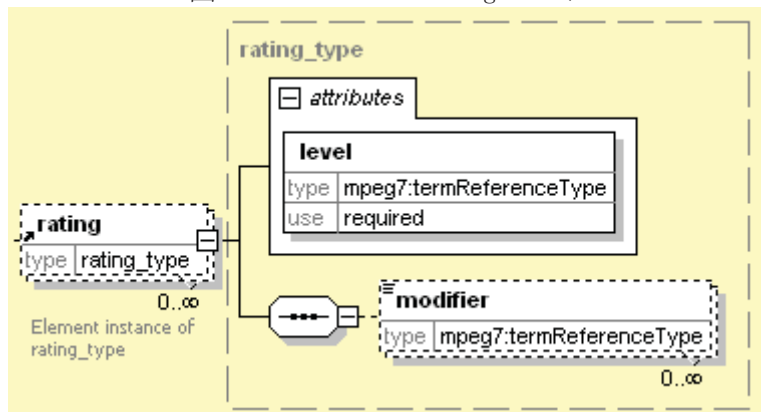 rating_type
attributes
level
type mpeg7:termReferenceType
use required
rating
type rating_type
0..∞
Element instance of
rating_type
modifier
type mpeg7:termReferenceType
0..∞